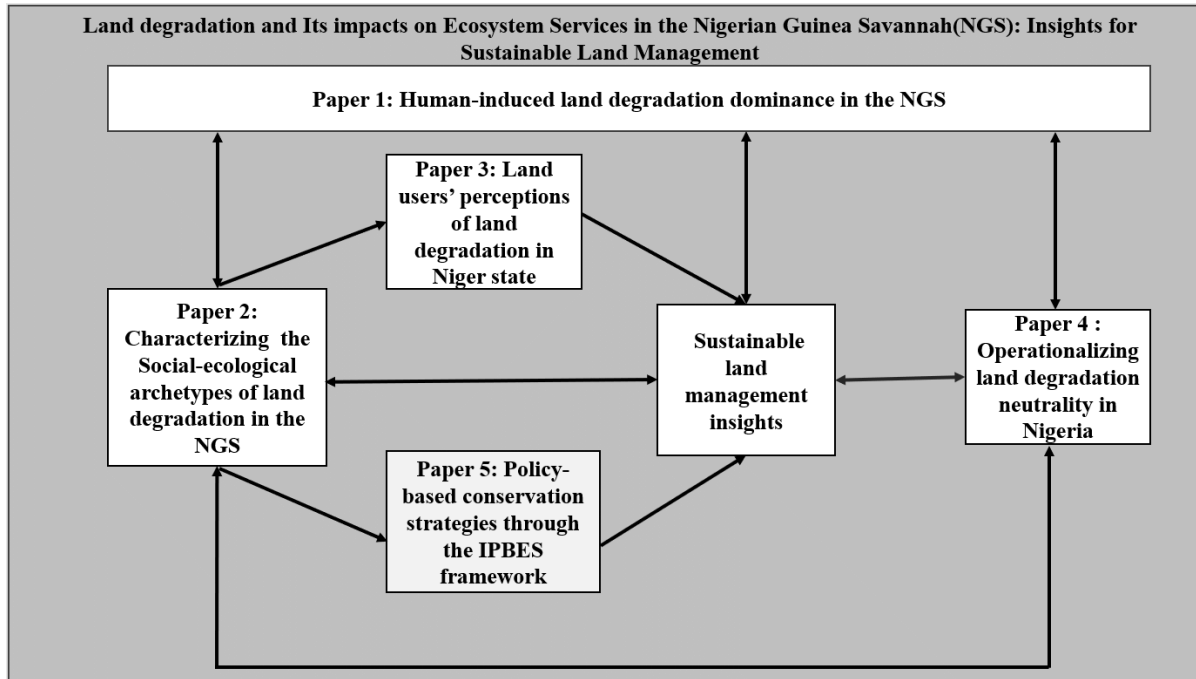 Land degradation and Its impacts on Ecosystem Services in the Nigerian Guinea Savannah(NGS): Insights for
Sustainable Land Management
Paper 1: Human-induced land degradation dominance in the NGS
Paper 3: Land
users’ perceptions
of land
degradation in
Niger state
Paper 2:
Characterizing the
Social-ecological
archetypes of land
degradation in the
NGS
Sustainable
land
management
insights
Paper 4 :
Operationalizing
land degradation
neutrality in
Nigeria
Paper 5: Policy-
based conservation
strategies through
the IPBES
framework